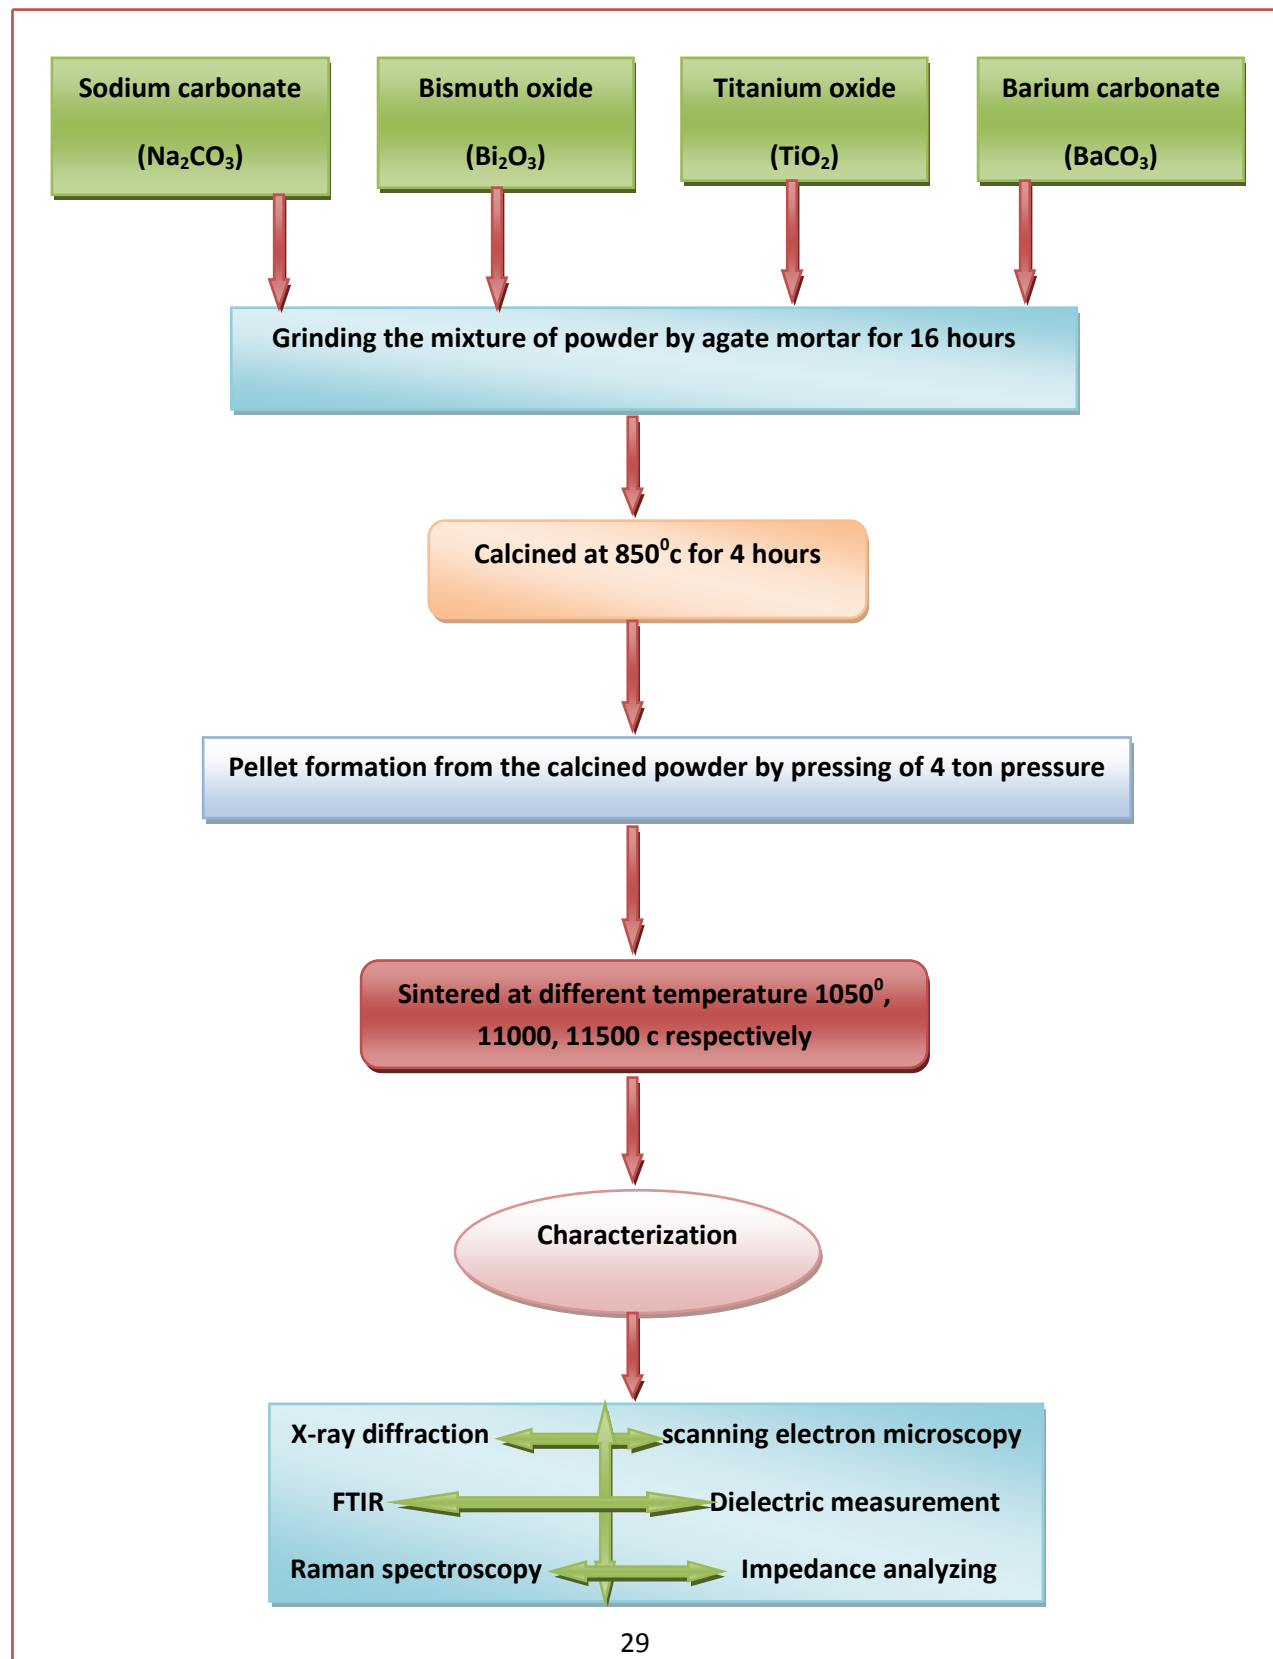 Sodium carbonate
(Na₂CO₃)
Bismuth oxide
(Bi₂O₃)
Titanium oxide
(TiO₂)
Barium carbonate
(BaCO₃)
Grinding the mixture of powder by agate mortar for 16 hours
Calcined at 850⁰c for 4 hours
Pellet formation from the calcined powder by pressing of 4 ton pressure
Sintered at different temperature 1050⁰,
11000, 11500 c respectively
Characterization
X-ray diffraction scanning electron microscopy
FTIR Dielectric measurement
Raman spectroscopy Impedance analyzing
29